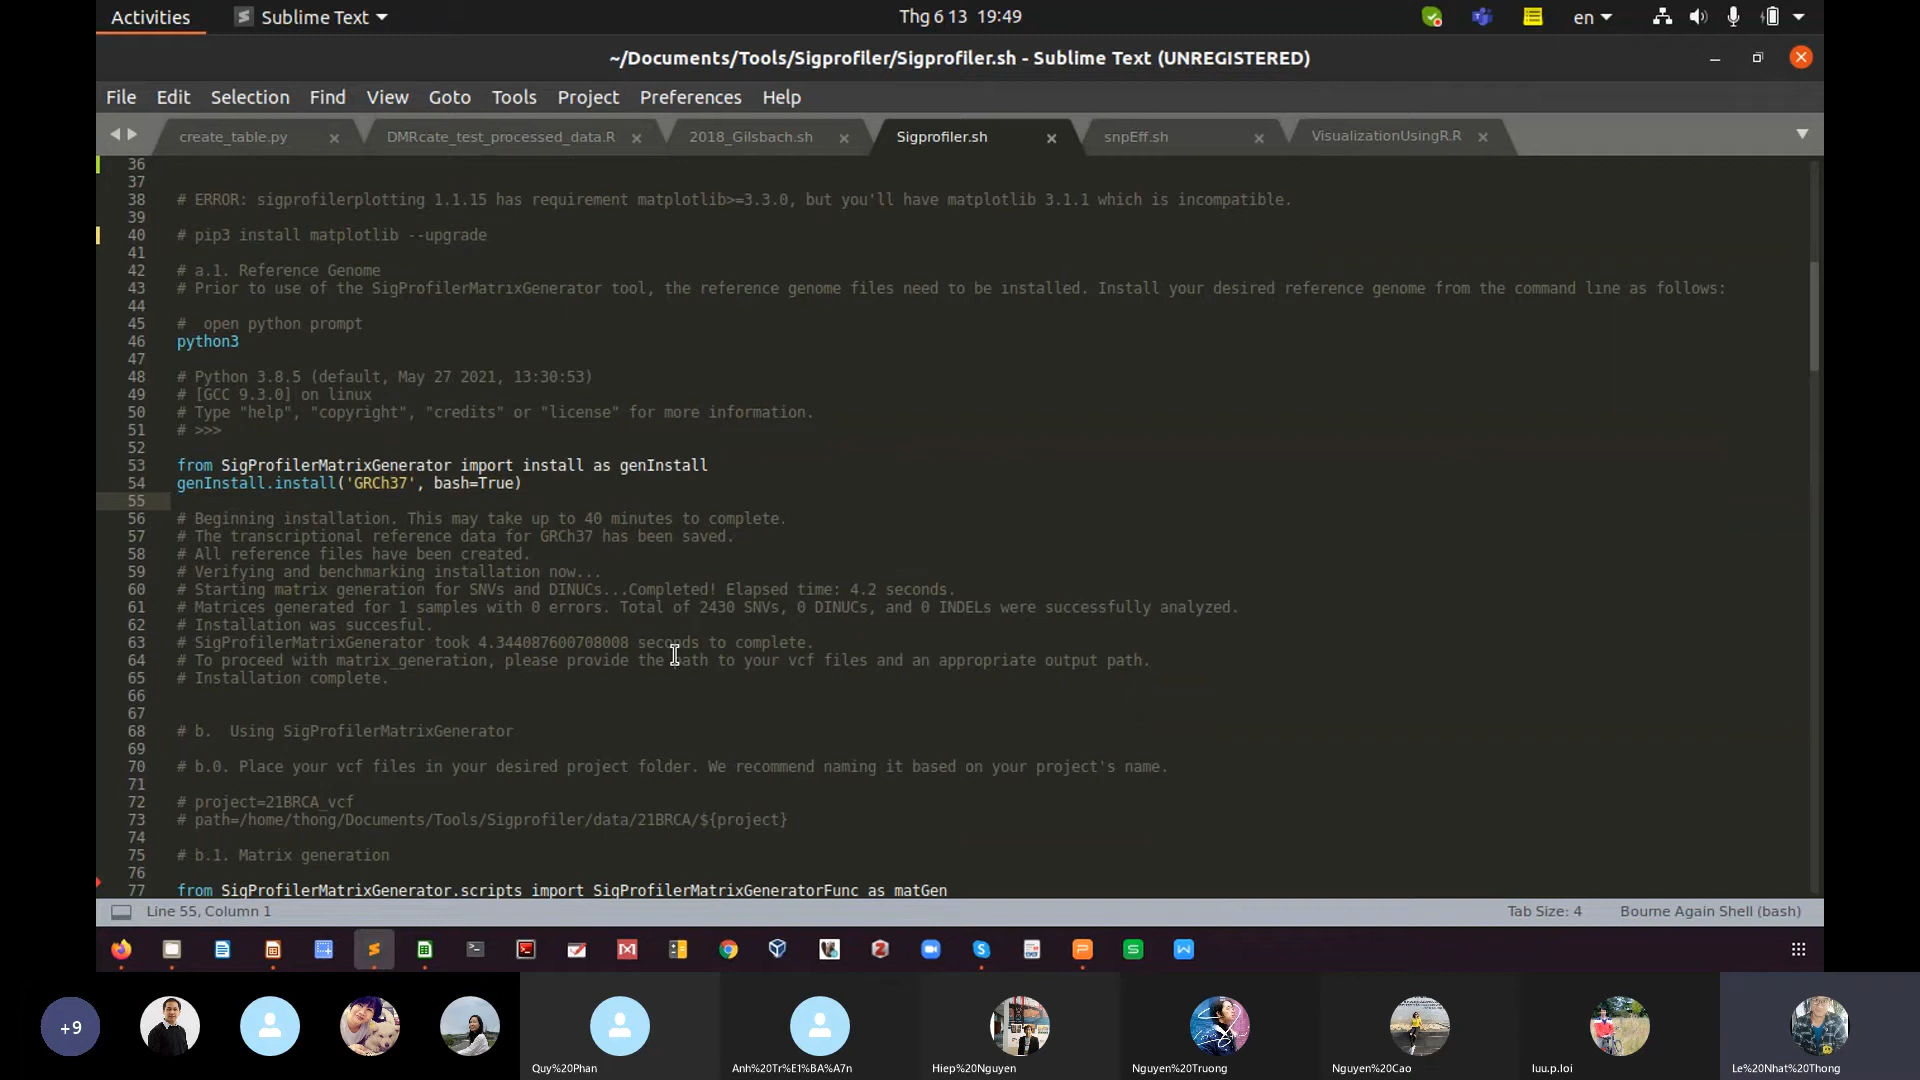 Activities
Sublime Text
Thg 6 13 19:49
en
~/Documents/Tools/Sigprofiler/Sigprofiler.sh - Sublime Text (UNREGISTERED)
File Edit Selection Find View Goto Tools Project Preferences Help
create_table.py
DMRcate_test_processed_data.R
2018_Gilsbach.sh
Sigprofiler.sh
snpEff.sh
VisualizationUsingR.R
36
37
38 # ERROR: sigprofilerplotting 1.1.15 has requirement matplotlib>=3.3.0, but you'll have matplotlib 3.1.1 which is incompatible.
39
40 # pip3 install matplotlib --upgrade
41
42 # a.1. Reference Genome
43 # Prior to use of the SigProfilerMatrixGenerator tool, the reference genome files need to be installed. Install your desired reference genome from the command line as follows:
44
45 #  open python prompt
46 python3
47
48 # Python 3.8.5 (default, May 27 2021, 13:30:53)
49 # [GCC 9.3.0] on linux
50 # Type "help", "copyright", "credits" or "license" for more information.
51 # >>>
52
53 from SigProfilerMatrixGenerator import install as genInstall
54 genInstall.install('GRCh37', bash=True)
55
56 # Beginning installation. This may take up to 40 minutes to complete.
57 # The transcriptional reference data for GRCh37 has been saved.
58 # All reference files have been created.
59 # Verifying and benchmarking installation now...
60 # Starting matrix generation for SNVs and DINUCs...Completed! Elapsed time: 4.2 seconds.
61 # Matrices generated for 1 samples with 0 errors. Total of 2430 SNVs, 0 DINUCs, and 0 INDELs were successfully analyzed.
62 # Installation was succesful.
63 # SigProfilerMatrixGenerator took 4.344087600708008 seconds to complete.
64 # To proceed with matrix_generation, please provide the path to your vcf files and an appropriate output path.
65 # Installation complete.
66
67
68 # b.  Using SigProfilerMatrixGenerator
69
70 # b.0. Place your vcf files in your desired project folder. We recommend naming it based on your project's name.
71
72 # project=21BRCA_vcf
73 # path=/home/thong/Documents/Tools/Sigprofiler/data/21BRCA/${project}
74
75 # b.1. Matrix generation
76
77 from SigProfilerMatrixGenerator.scripts import SigProfilerMatrixGeneratorFunc as matGen
Line 55, Column 1
Tab Size: 4
Bourne Again Shell (bash)
+9
Quy%20Phan
Anh%20Tr%E1%BA%A7n
Hiep%20Nguyen
Nguyen%20Truong
Nguyen%20Cao
luu.p.loi
Le%20Nhat%20Thong